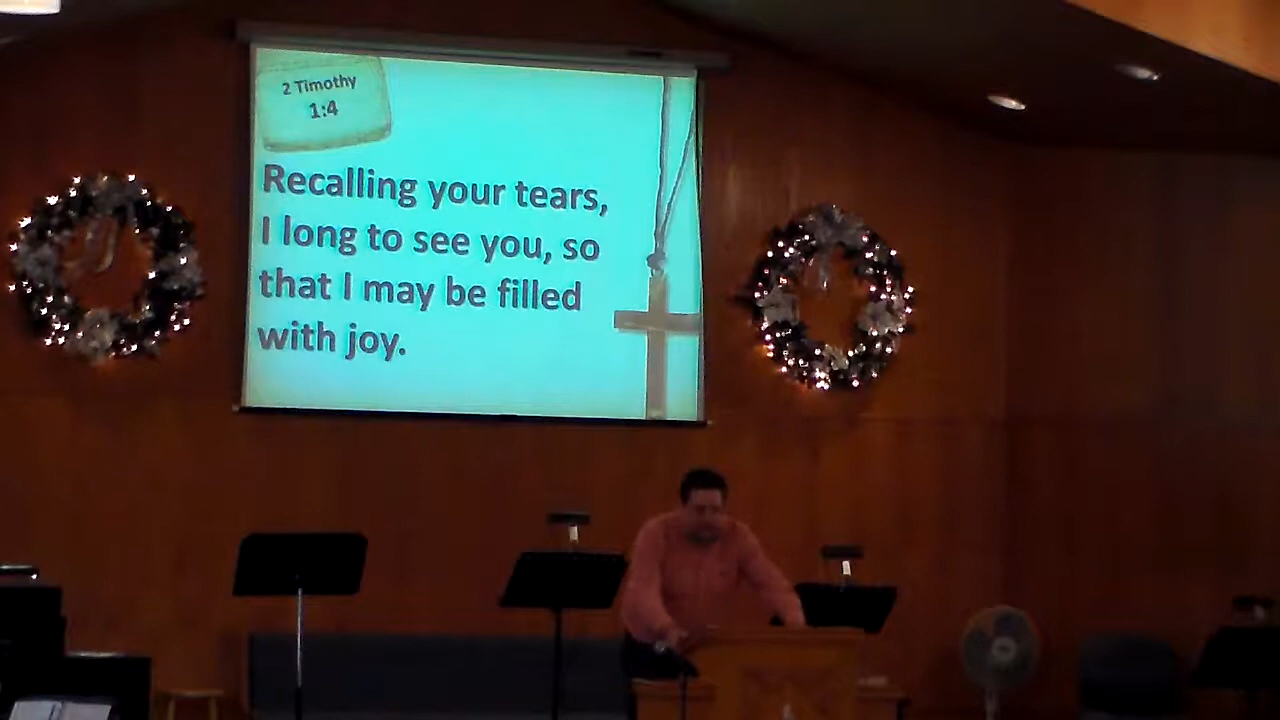 2 Timothy
1:4
Recalling your tears,
I long to see you, so
that I may be filled
with joy.